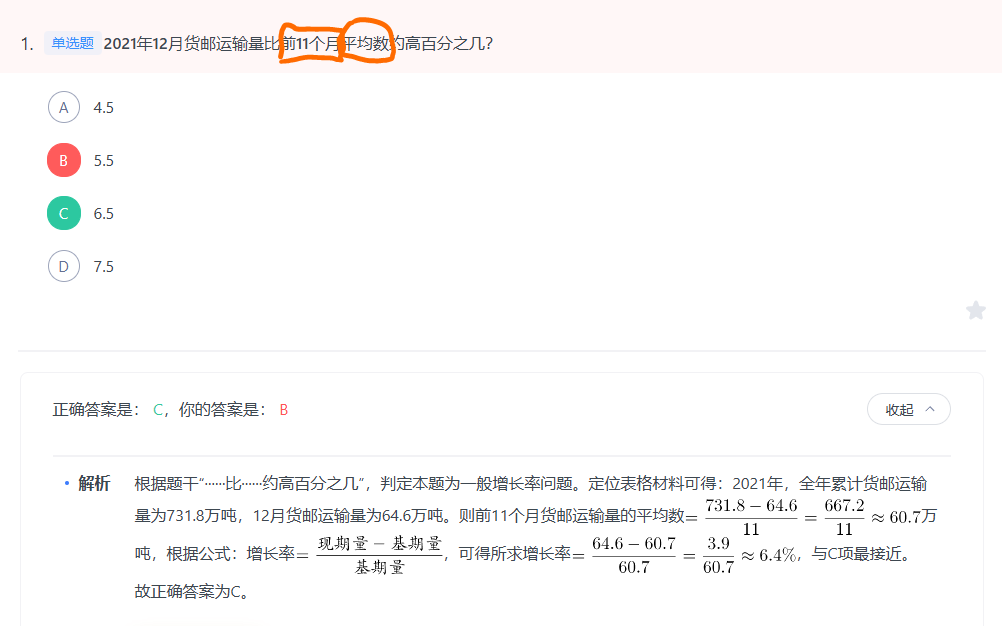 1. 单选题 2021年12月货邮运输量比前11个月平均数约高百分之几？
A 4.5
B 5.5
C 6.5
D 7.5
正确答案是： C， 你的答案是： B
收起
解析 根据题干“······比······约高百分之几”，判定本题为一般增长率问题。定位表格材料可得：2021年，全年累计货邮运输
量为731.8万吨，12月货邮运输量为64.6万吨。则前11个月货邮运输量的平均数= (731.8 − 64.6)/11 = 667.2/11 ≈ 60.7万
吨，根据公式：增长率= (现期量 − 基期量)/基期量，可得所求增长率= (64.6 − 60.7)/60.7 = 3.9/60.7 ≈ 6.4%，与C项最接近。
故正确答案为C。